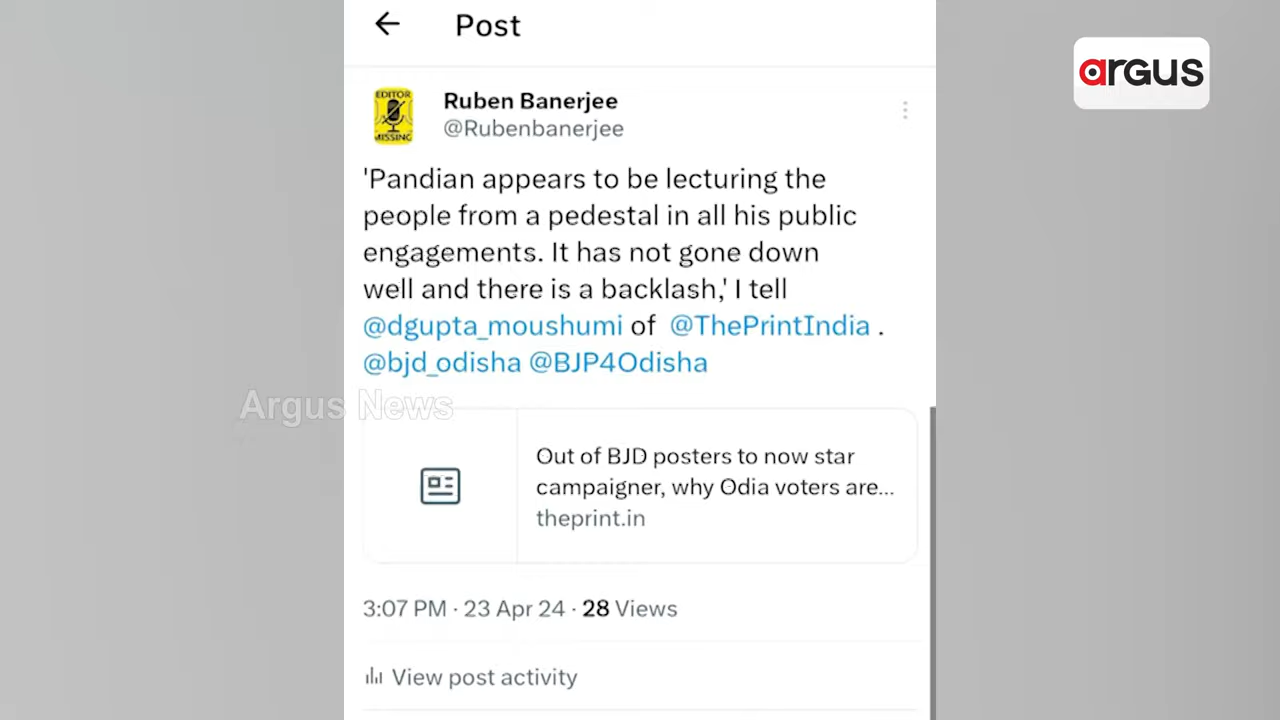 Post
argus
EDITOR
MISSING
Ruben Banerjee
@Rubenbanerjee
'Pandian appears to be lecturing the
people from a pedestal in all his public
engagements. It has not gone down
well and there is a backlash,' I tell
@dgupta_moushumi of @ThePrintIndia .
@bjd_odisha @BJP4Odisha
Argus News
Out of BJD posters to now star
campaigner, why Odia voters are...
theprint.in
3:07 PM · 23 Apr 24 · 28 Views
View post activity